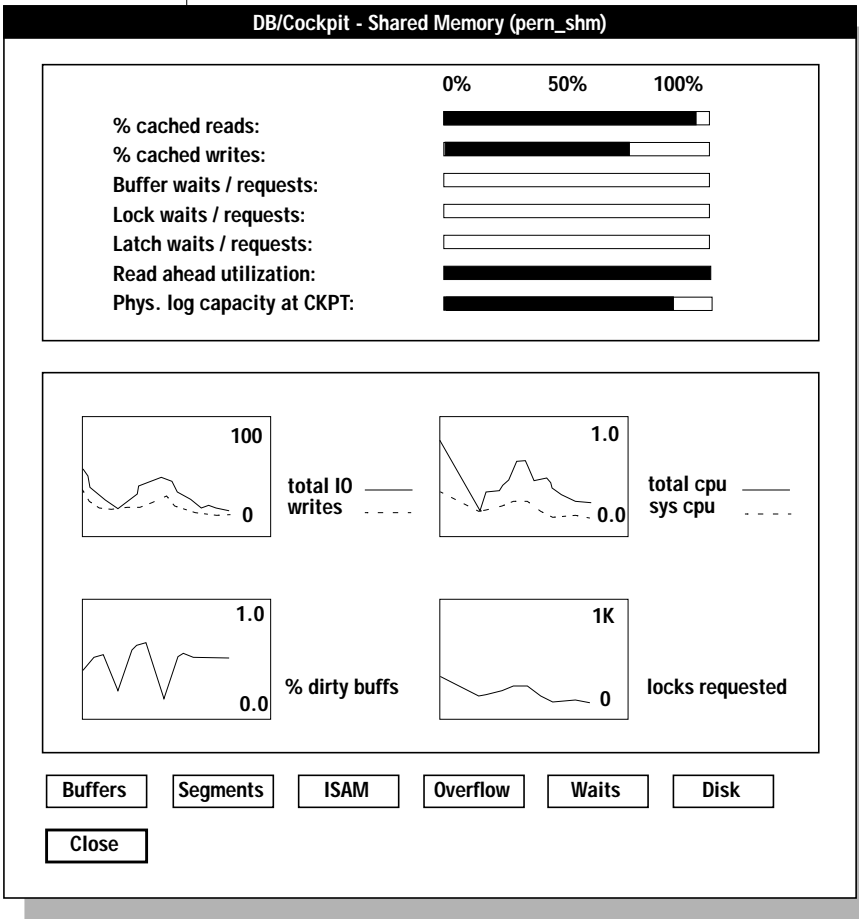 DB/Cockpit - Shared Memory (pern_shm)
0% 50% 100%
% cached reads:
% cached writes:
Buffer waits / requests:
Lock waits / requests:
Latch waits / requests:
Read ahead utilization:
Phys. log capacity at CKPT:
100
0
total IO
writes
1.0
0.0
total cpu
sys cpu
1.0
0.0
% dirty buffs
1K
0
locks requested
Buffers Segments ISAM Overflow Waits Disk
Close